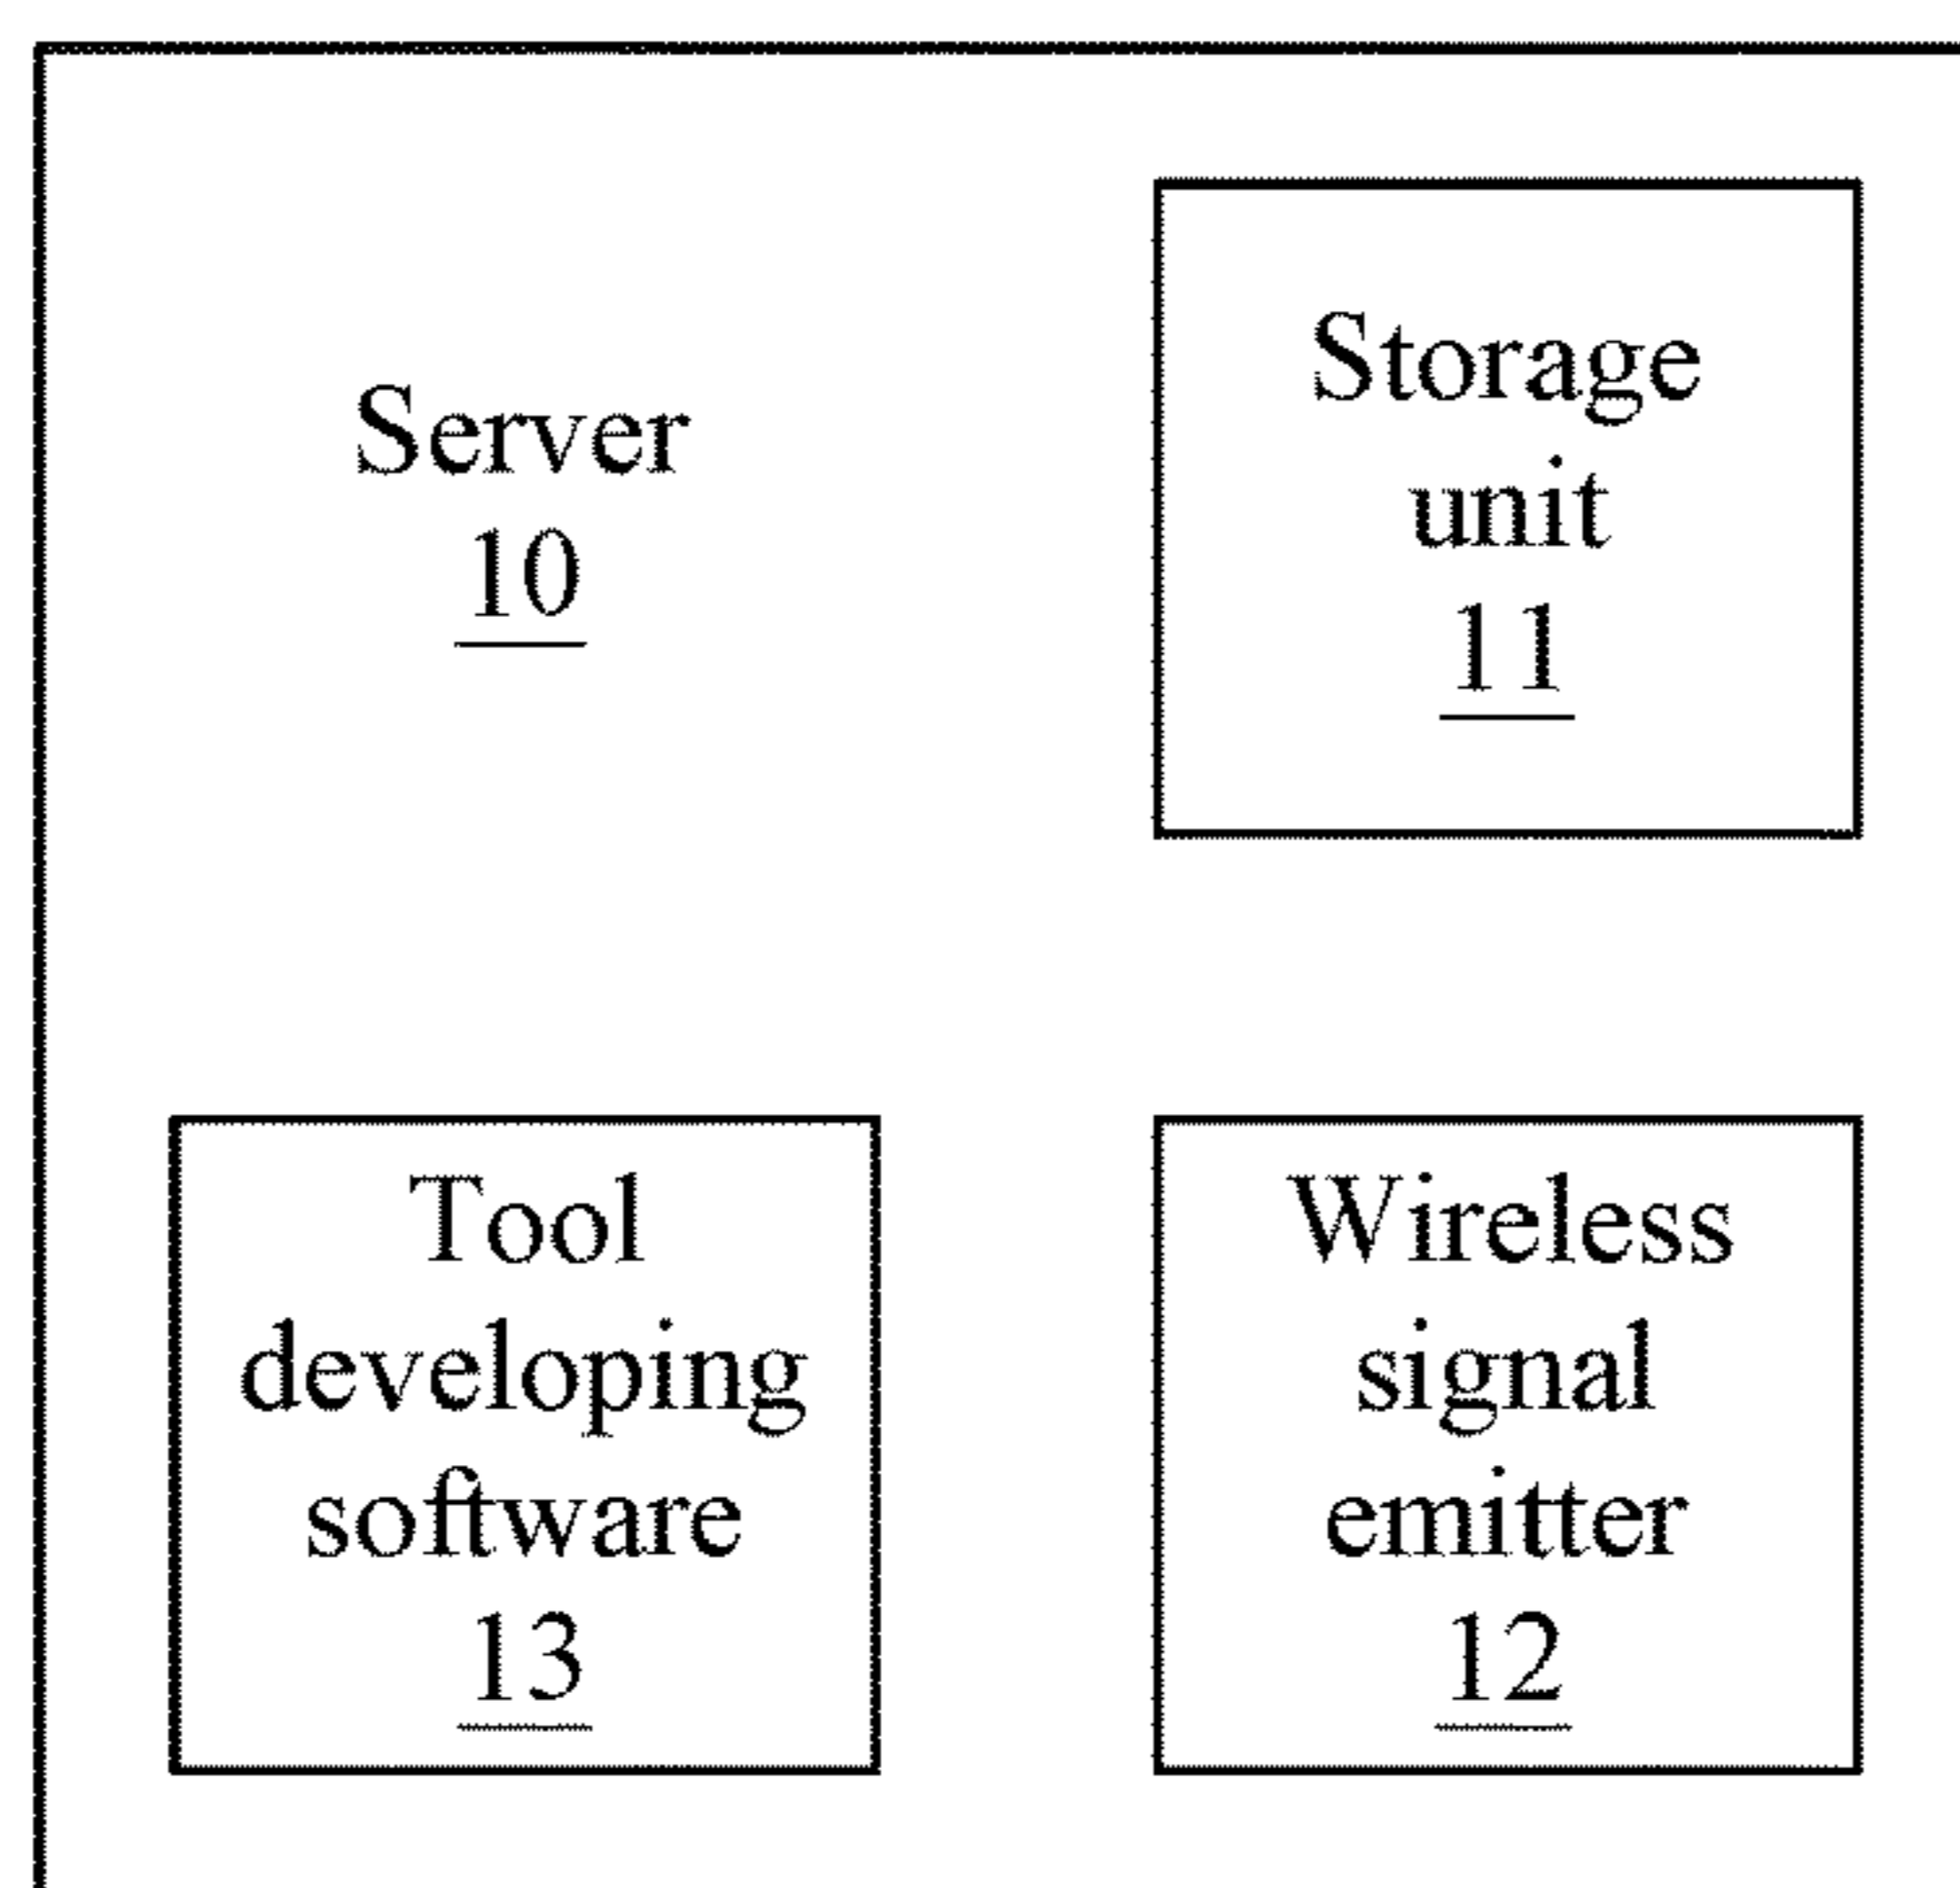 Server
10
Storage
unit
11
Tool
developing
software
13
Wireless
signal
emitter
12